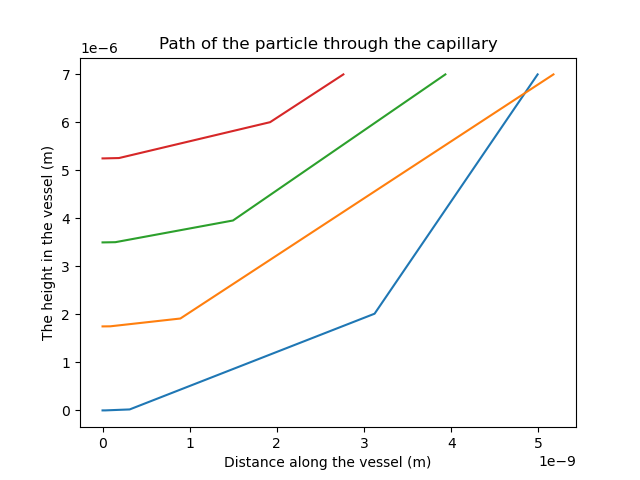 Path of the particle through the capillary
1e−6
The height in the vessel (m)
7
6
5
4
3
2
1
0
0 1 2 3 4 5
1e−9
Distance along the vessel (m)